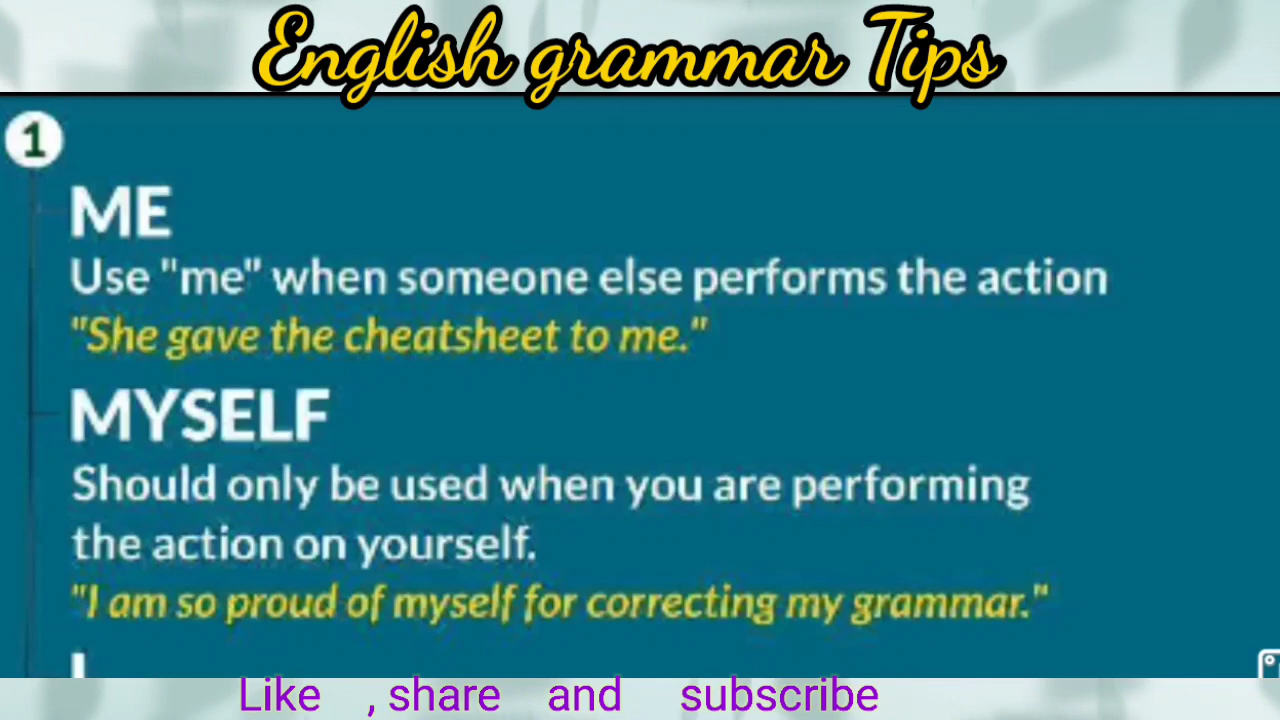 English grammar Tips
1
ME
Use "me" when someone else performs the action
"She gave the cheatsheet to me."
MYSELF
Should only be used when you are performing
the action on yourself.
"I am so proud of myself for correcting my grammar."
Like , share and subscribe